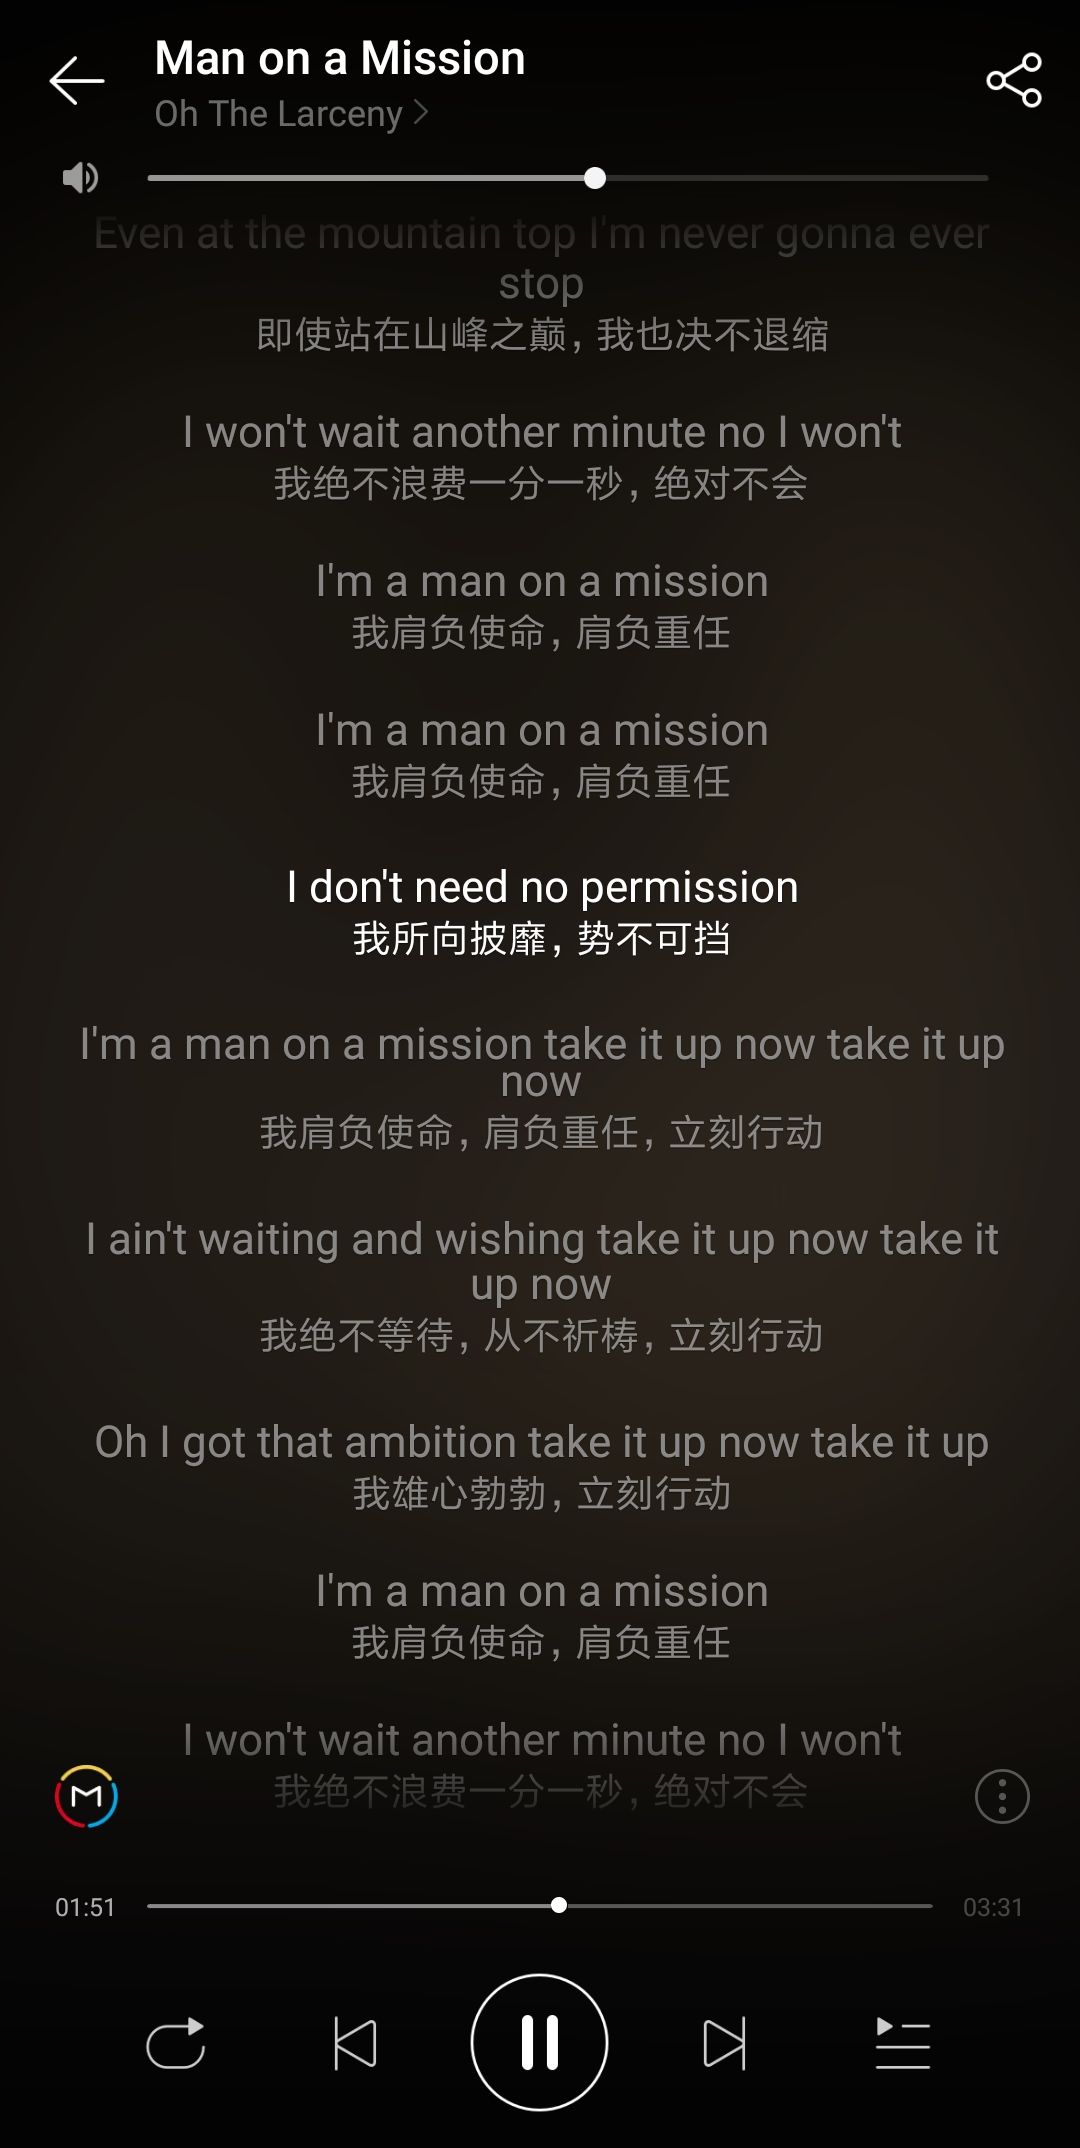 Man on a Mission
Oh The Larceny
Even at the mountain top I'm never gonna ever
stop
即使站在山峰之巅，我也决不退缩
I won't wait another minute no I won't
我绝不浪费一分一秒，绝对不会
I'm a man on a mission
我肩负使命，肩负重任
I'm a man on a mission
我肩负使命，肩负重任
I don't need no permission
我所向披靡，势不可挡
I'm a man on a mission take it up now take it up
now
我肩负使命，肩负重任，立刻行动
I ain't waiting and wishing take it up now take it
up now
我绝不等待，从不祈梼，立刻行动
Oh I got that ambition take it up now take it up
我雄心勃勃，立刻行动
I'm a man on a mission
我肩负使命，肩负重任
I won't wait another minute no I won't
我绝不浪费一分一秒，绝对不会
M
01:51
03:31